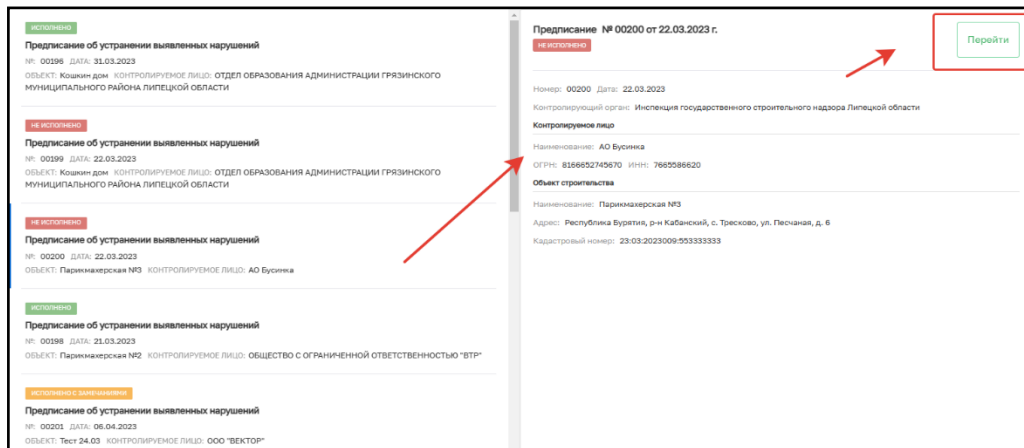 ИСПОЛНЕНО
Предписание об устранении выявленных нарушений
№: 00196 ДАТА: 31.03.2023
ОБЪЕКТ: Кошкин дом КОНТРОЛИРУЕМОЕ ЛИЦО: ОТДЕЛ ОБРАЗОВАНИЯ АДМИНИСТРАЦИИ ГРЯЗИНСКОГО
МУНИЦИПАЛЬНОГО РАЙОНА ЛИПЕЦКОЙ ОБЛАСТИ
НЕ ИСПОЛНЕНО
Предписание об устранении выявленных нарушений
№: 00199 ДАТА: 22.03.2023
ОБЪЕКТ: Кошкин дом КОНТРОЛИРУЕМОЕ ЛИЦО: ОТДЕЛ ОБРАЗОВАНИЯ АДМИНИСТРАЦИИ ГРЯЗИНСКОГО
МУНИЦИПАЛЬНОГО РАЙОНА ЛИПЕЦКОЙ ОБЛАСТИ
НЕ ИСПОЛНЕНО
Предписание об устранении выявленных нарушений
№: 00200 ДАТА: 22.03.2023
ОБЪЕКТ: Парикмахерская №3 КОНТРОЛИРУЕМОЕ ЛИЦО: АО Бусинка
ИСПОЛНЕНО
Предписание об устранении выявленных нарушений
№: 00198 ДАТА: 21.03.2023
ОБЪЕКТ: Парикмахерская №2 КОНТРОЛИРУЕМОЕ ЛИЦО: ОБЩЕСТВО С ОГРАНИЧЕННОЙ ОТВЕТСТВЕННОСТЬЮ "ВТР"
ИСПОЛНЕНО С ЗАМЕЧАНИЯМИ
Предписание об устранении выявленных нарушений
№: 00201 ДАТА: 06.04.2023
ОБЪЕКТ: Тест 24.03 КОНТРОЛИРУЕМОЕ ЛИЦО: ООО "ВЕКТОР"
Предписание № 00200 от 22.03.2023 г.
НЕ ИСПОЛНЕНО
Перейти
Номер: 00200 Дата: 22.03.2023
Контролирующий орган: Инспекция государственного строительного надзора Липецкой области
Контролируемое лицо
Наименование: АО Бусинка
ОГРН: 8166652745670 ИНН: 7665586620
Объект строительства
Наименование: Парикмахерская №3
Адрес: Республика Бурятия, р-н Кабанский, с. Тресково, ул. Песчаная, д. 6
Кадастровый номер: 23:03:2023009:553333333